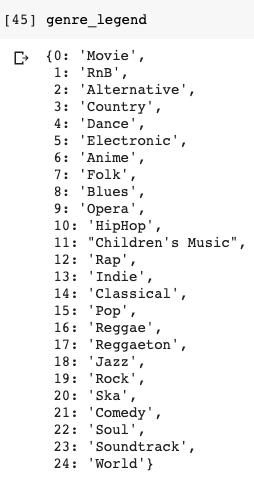 [45] genre_legend
{0: 'Movie',
1: 'RnB',
2: 'Alternative',
3: 'Country',
4: 'Dance',
5: 'Electronic',
6: 'Anime',
7: 'Folk',
8: 'Blues',
9: 'Opera',
10: 'HipHop',
11: "Children's Music",
12: 'Rap',
13: 'Indie',
14: 'Classical',
15: 'Pop',
16: 'Reggae',
17: 'Reggaeton',
18: 'Jazz',
19: 'Rock',
20: 'Ska',
21: 'Comedy',
22: 'Soul',
23: 'Soundtrack',
24: 'World'}